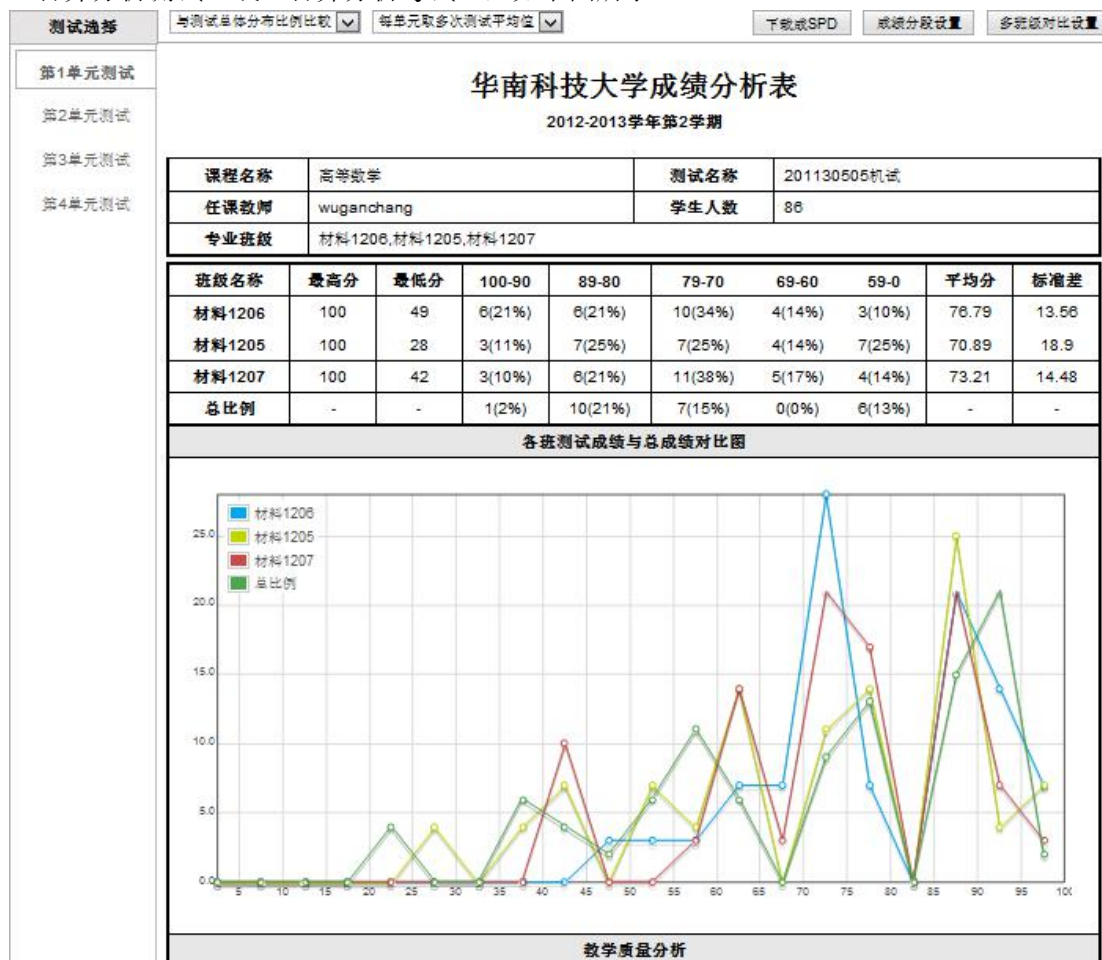 测试选择
与测试总体分布比例比较 每单元取多次测试平均值 下载成SPD 成绩分段设置 多班级对比设置
第1单元测试
第2单元测试
第3单元测试
第4单元测试
华南科技大学成绩分析表
2012-2013学年第2学期
课程名称 高等数学 测试名称 201130505机试
任课教师 wuganchang 学生人数 86
专业班级 材料1206,材料1205,材料1207
班级名称 最高分 最低分 100-90 89-80 79-70 69-60 59-0 平均分 标准差
材料1206 100 49 6(21%) 6(21%) 10(34%) 4(14%) 3(10%) 76.79 13.56
材料1205 100 28 3(11%) 7(25%) 7(25%) 4(14%) 7(25%) 70.89 18.9
材料1207 100 42 3(10%) 6(21%) 11(38%) 5(17%) 4(14%) 73.21 14.48
总比例 - - 1(2%) 10(21%) 7(15%) 0(0%) 6(13%) - -
各班测试成绩与总成绩对比图
材料1206
材料1205
材料1207
总比例
25.0
20.0
15.0
10.0
5.0
0.0
5 10 15 20 25 30 35 40 45 50 55 60 65 70 75 80 85 90 95 100
教学质量分析